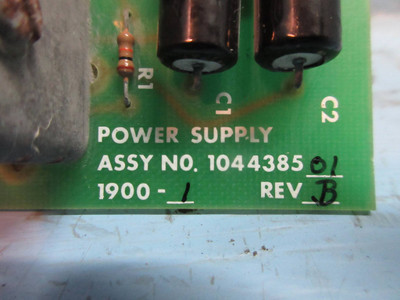 R1
C1
C2
POWER SUPPLY
ASSY NO. 1044385 01
1900 - 1 REV B